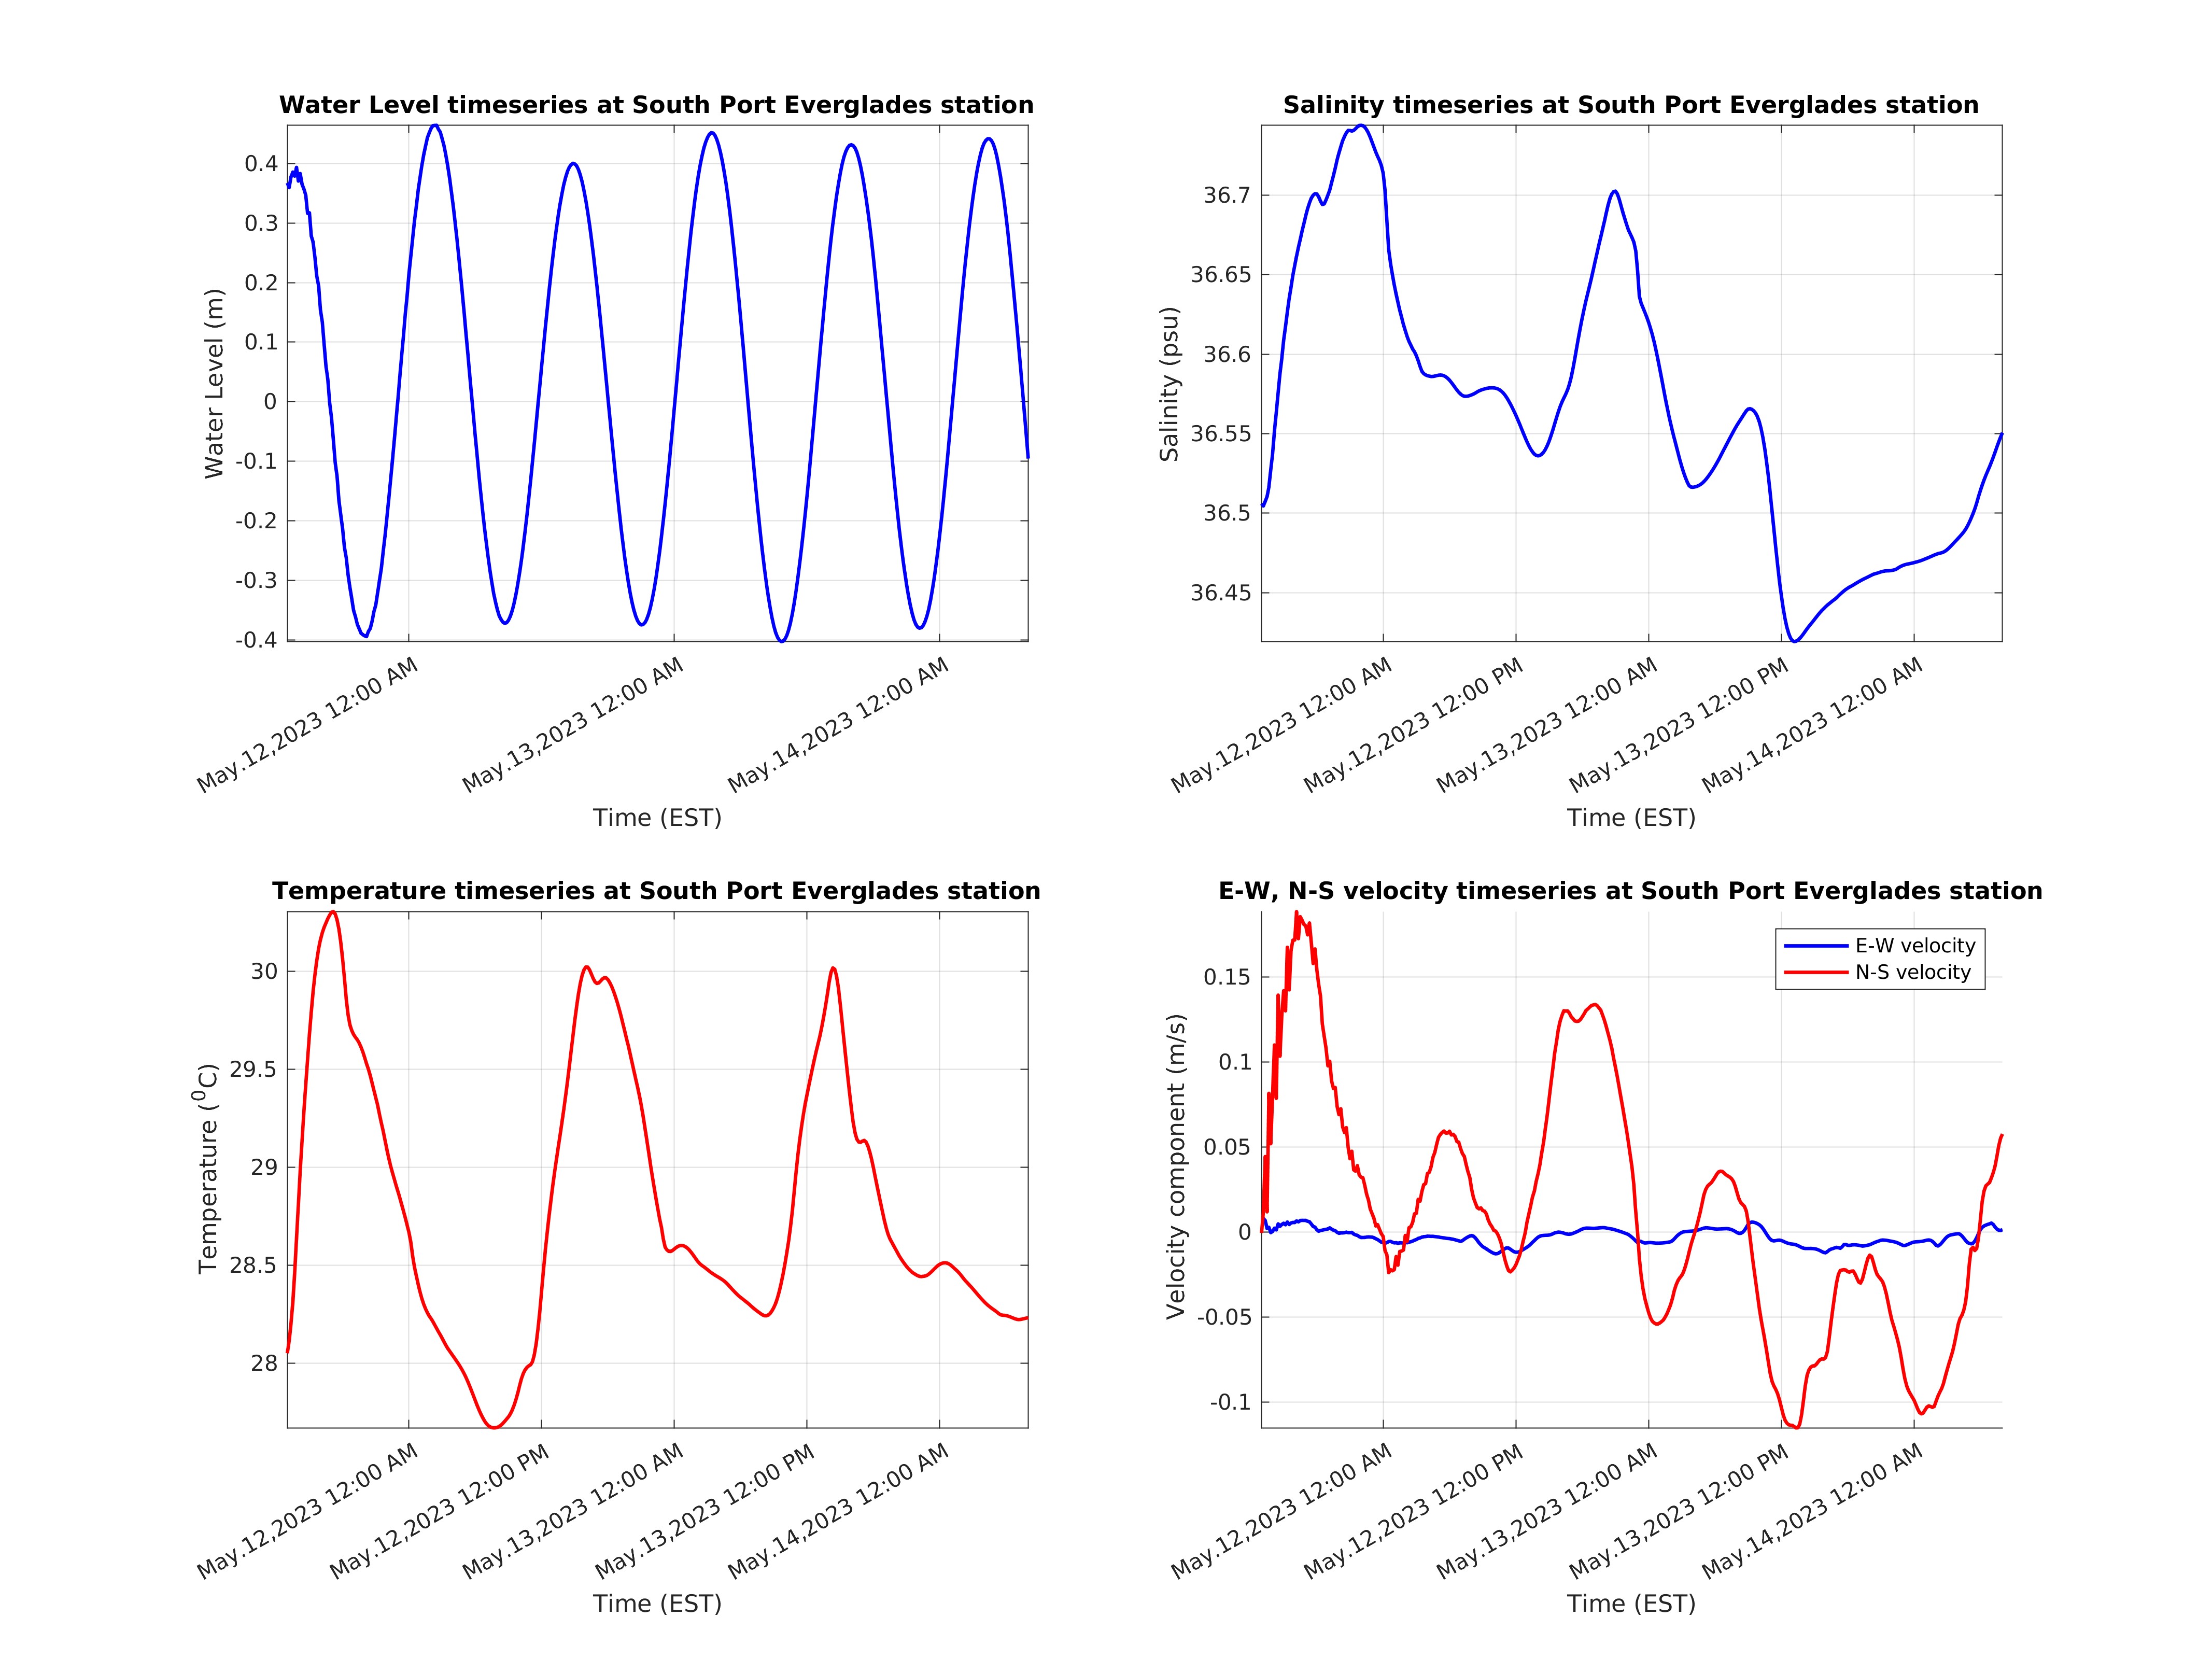 Water Level timeseries at South Port Everglades station
Water Level (m)
0.4
0.3
0.2
0.1
0
-0.1
-0.2
-0.3
-0.4
May.12,2023 12:00 AM
May.13,2023 12:00 AM
May.14,2023 12:00 AM
Time (EST)
Salinity timeseries at South Port Everglades station
Salinity (psu)
36.7
36.65
36.6
36.55
36.5
36.45
May.12,2023 12:00 AM
May.12,2023 12:00 PM
May.13,2023 12:00 AM
May.13,2023 12:00 PM
May.14,2023 12:00 AM
Time (EST)
Temperature timeseries at South Port Everglades station
Temperature (⁰C)
30
29.5
29
28.5
28
May.12,2023 12:00 AM
May.12,2023 12:00 PM
May.13,2023 12:00 AM
May.13,2023 12:00 PM
May.14,2023 12:00 AM
Time (EST)
E-W, N-S velocity timeseries at South Port Everglades station
Velocity component (m/s)
0.15
0.1
0.05
0
-0.05
-0.1
E-W velocity
N-S velocity
May.12,2023 12:00 AM
May.12,2023 12:00 PM
May.13,2023 12:00 AM
May.13,2023 12:00 PM
May.14,2023 12:00 AM
Time (EST)